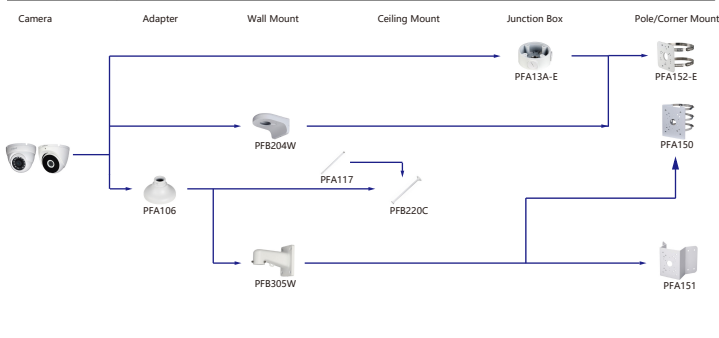 Camera Adapter Wall Mount Ceiling Mount Junction Box Pole/Corner Mount
PFA13A-E
PFA152-E
PFB204W
PFA150
PFA117
PFA106
PFB220C
PFB305W
PFA151